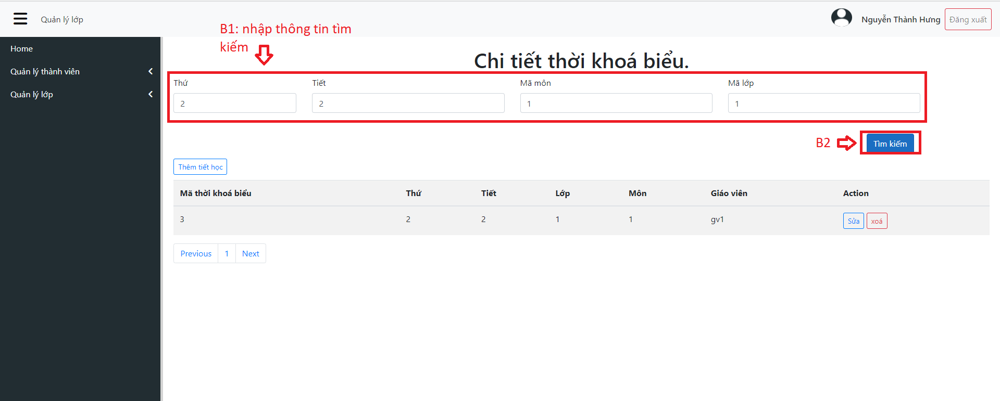 Quản lý lớp
Nguyễn Thành Hưng
Đăng xuất
B1: nhập thông tin tìm
kiếm
Home
Quản lý thành viên
Quản lý lớp
Chi tiết thời khoá biểu.
Thứ Tiết Mã môn Mã lớp
2 2 1 1
B2
Tìm kiếm
Thêm tiết học
Mã thời khoá biểu Thứ Tiết Lớp Môn Giáo viên Action
3 2 2 1 1 gv1 Sửa xoá
Previous 1 Next